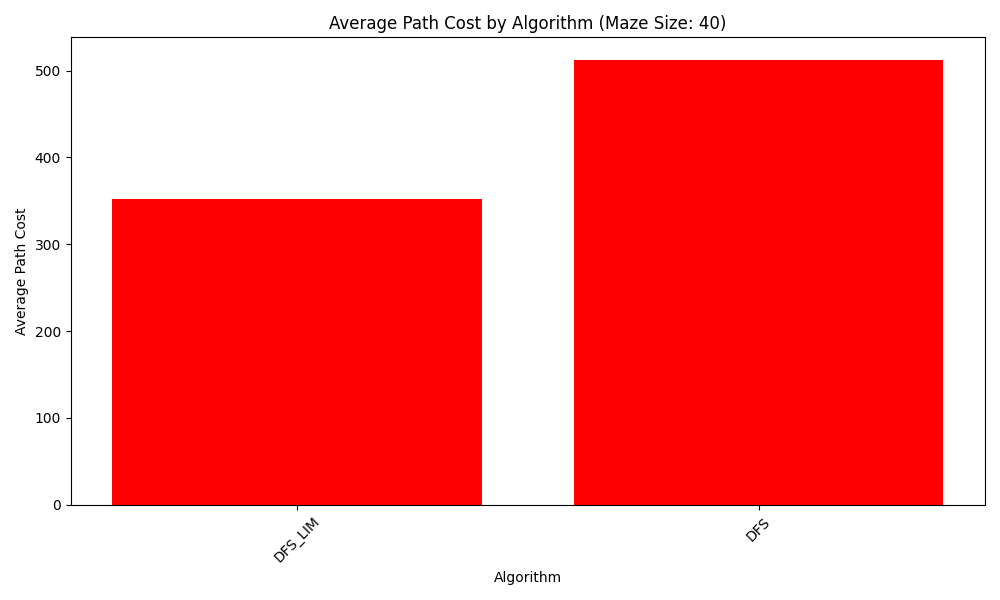 Average Path Cost by Algorithm (Maze Size: 40)
Average Path Cost
500
400
300
200
100
0
DFS_LIM
DFS
Algorithm